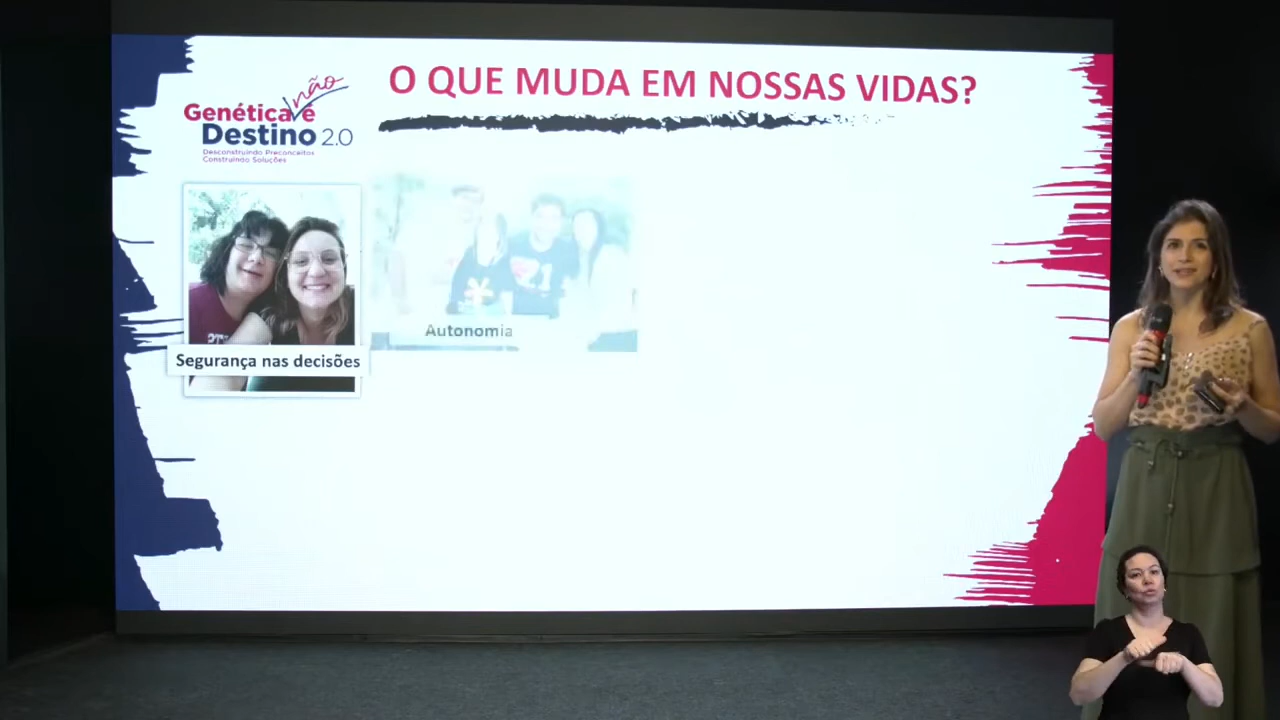 O QUE MUDA EM NOSSAS VIDAS?
não
Genética é
Destino 2.0
Desconstruindo Preconceitos
Construindo Soluções
Segurança nas decisões
Autonomia